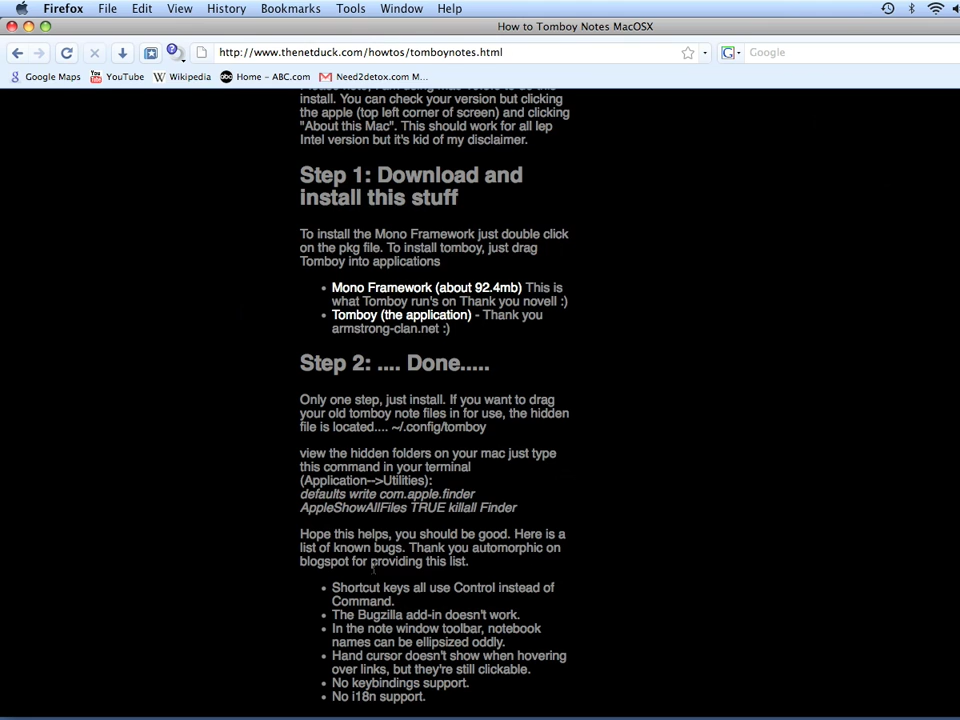 Firefox File Edit View History Bookmarks Tools Window Help
How to Tomboy Notes MacOSX
http://www.thenetduck.com/howtos/tomboynotes.html
Google
Google Maps YouTube Wikipedia Home - ABC.com Need2detox.com M...
install. You can check your version but clicking
the apple (top left corner of screen) and clicking
"About this Mac". This should work for all lep
Intel version but it's kid of my disclaimer.
Step 1: Download and
install this stuff
To install the Mono Framework just double click
on the pkg file. To install tomboy, just drag
Tomboy into applications
• Mono Framework (about 92.4mb) This is
what Tomboy run's on Thank you novell :)
• Tomboy (the application) - Thank you
armstrong-clan.net :)
Step 2: .... Done.....
Only one step, just install. If you want to drag
your old tomboy note files in for use, the hidden
file is located.... ~/.config/tomboy
view the hidden folders on your mac just type
this command in your terminal
(Application-->Utilities):
defaults write com.apple.finder
AppleShowAllFiles TRUE killall Finder
Hope this helps, you should be good. Here is a
list of known bugs. Thank you automorphic on
blogspot for providing this list.
• Shortcut keys all use Control instead of
Command.
• The Bugzilla add-in doesn't work.
• In the note window toolbar, notebook
names can be ellipsized oddly.
• Hand cursor doesn't show when hovering
over links, but they're still clickable.
• No keybindings support.
• No i18n support.